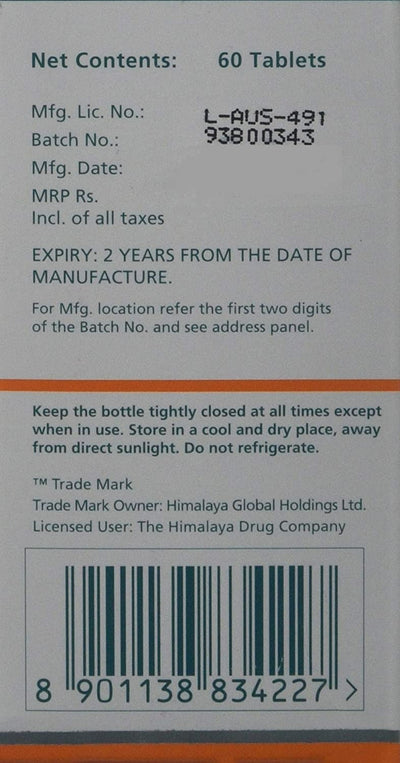 Net Contents: 60 Tablets
Mfg. Lic. No.: L-AUS-491
Batch No.: 93800343
Mfg. Date:
MRP Rs.
Incl. of all taxes
EXPIRY: 2 YEARS FROM THE DATE OF
MANUFACTURE.
For Mfg. location refer the first two digits
of the Batch No. and see address panel.
Keep the bottle tightly closed at all times except
when in use. Store in a cool and dry place, away
from direct sunlight. Do not refrigerate.
™ Trade Mark
Trade Mark Owner: Himalaya Global Holdings Ltd.
Licensed User: The Himalaya Drug Company
8 901138 834227 >